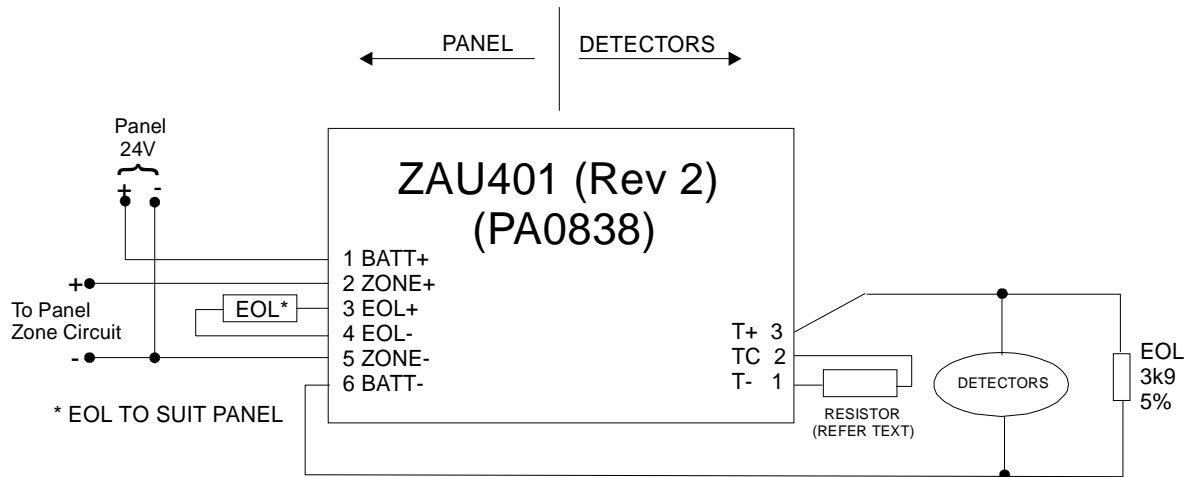 PANEL
DETECTORS
Panel
24V
+ -
ZAU401 (Rev 2)
(PA0838)
1 BATT+
2 ZONE+
3 EOL+
4 EOL-
5 ZONE-
6 BATT-
+
To Panel
Zone Circuit
-
EOL*
* EOL TO SUIT PANEL
T+ 3
TC 2
T- 1
RESISTOR
(REFER TEXT)
DETECTORS
EOL
3k9
5%